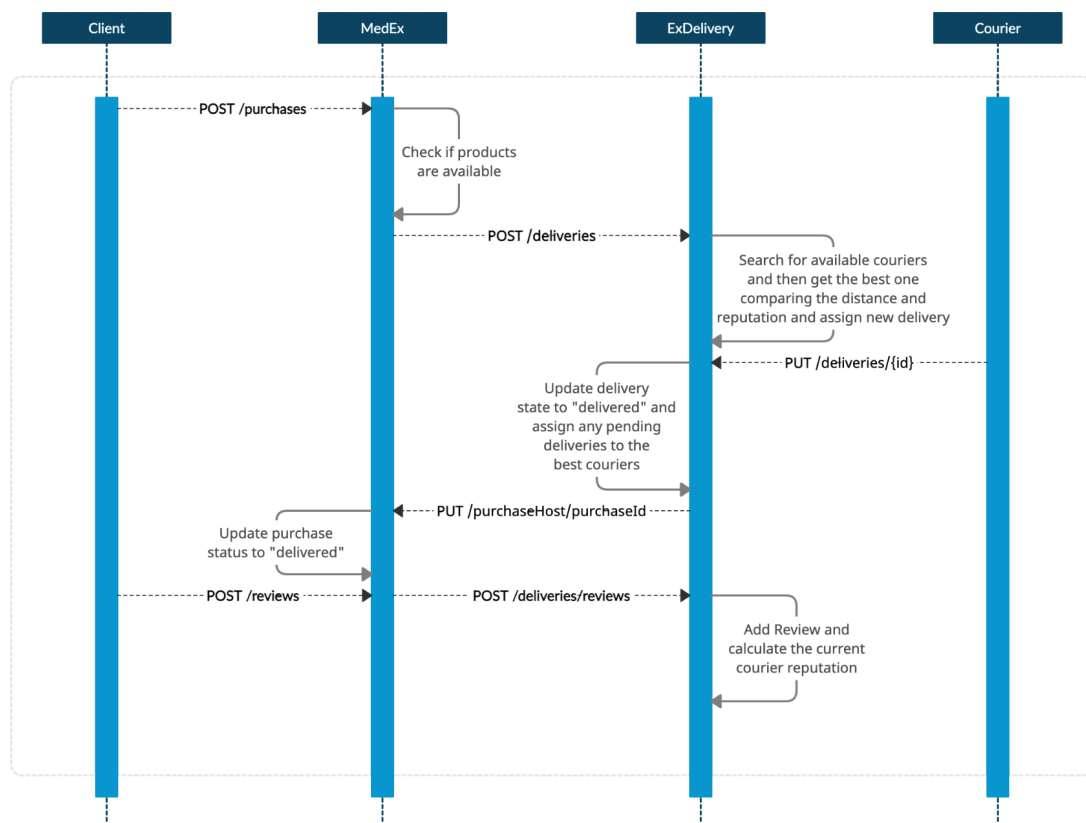 Client
MedEx
ExDelivery
Courier
POST /purchases
Check if products
are available
POST /deliveries
Search for available couriers
and then get the best one
comparing the distance and
reputation and assign new delivery
PUT /deliveries/{id}
Update delivery
state to "delivered" and
assign any pending
deliveries to the
best couriers
PUT /purchaseHost/purchaseId
Update purchase
status to "delivered"
POST /reviews
POST /deliveries/reviews
Add Review and
calculate the current
courier reputation